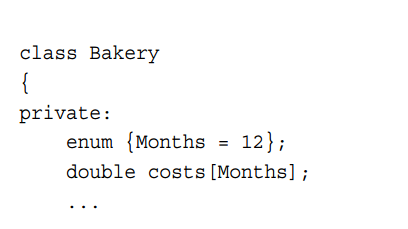 class Bakery
{
private:
    enum {Months = 12};
    double costs[Months];
    ...